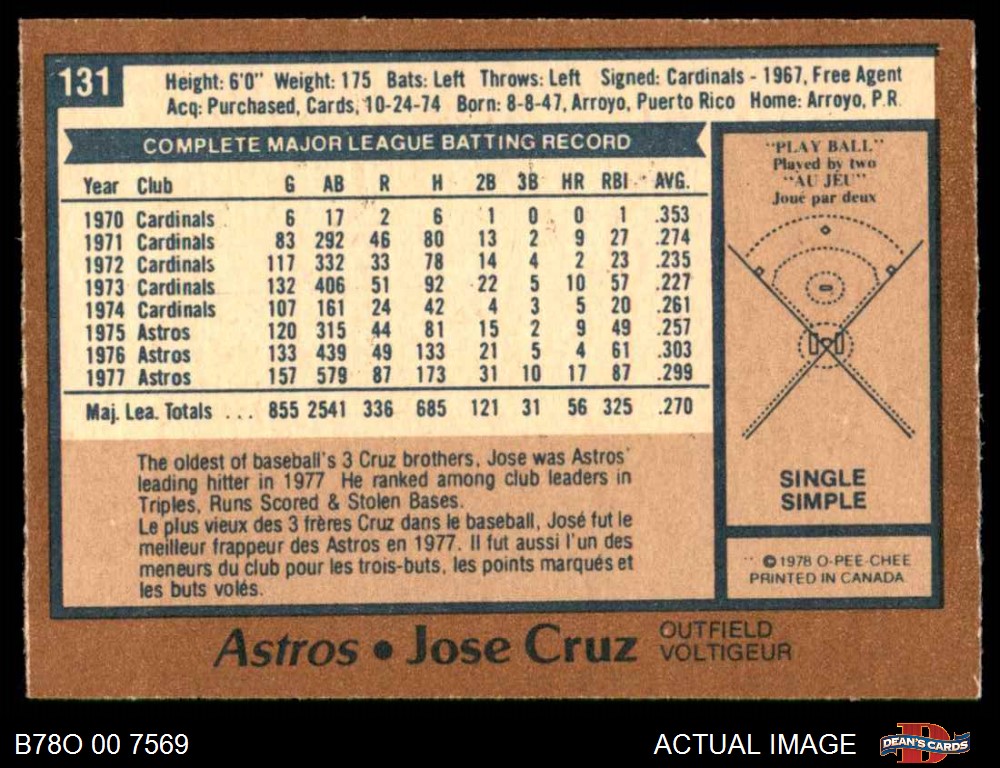 131
Height: 6'0" Weight: 175 Bats: Left Throws: Left Signed: Cardinals - 1967, Free Agent
Acq: Purchased, Cards, 10-24-74 Born: 8-8-47, Arroyo, Puerto Rico Home: Arroyo, P.R.
COMPLETE MAJOR LEAGUE BATTING RECORD
Year Club G AB R H 2B 3B HR RBI AVG.
1970 Cardinals 6 17 2 6 1 0 0 1 .353
1971 Cardinals 83 292 46 80 13 2 9 27 .274
1972 Cardinals 117 332 33 78 14 4 2 23 .235
1973 Cardinals 132 406 51 92 22 5 10 57 .227
1974 Cardinals 107 161 24 42 4 3 5 20 .261
1975 Astros 120 315 44 81 15 2 9 49 .257
1976 Astros 133 439 49 133 21 5 4 61 .303
1977 Astros 157 579 87 173 31 10 17 87 .299
Maj. Lea. Totals ... 855 2541 336 685 121 31 56 325 .270
The oldest of baseball's 3 Cruz brothers, Jose was Astros'
leading hitter in 1977 He ranked among club leaders in
Triples, Runs Scored & Stolen Bases.
Le plus vieux des 3 frères Cruz dans le baseball, José fut le
meilleur frappeur des Astros en 1977. Il fut aussi l'un des
meneurs du club pour les trois-buts, les points marqués et
les buts volés.
"PLAY BALL"
Played by two
"AU JEU"
Joué par deux
SINGLE
SIMPLE
©1978 O-PEE-CHEE
PRINTED IN CANADA
Astros • Jose Cruz
OUTFIELD
VOLTIGEUR
B78O 00 7569
ACTUAL IMAGE
D
DEAN'S CARDS